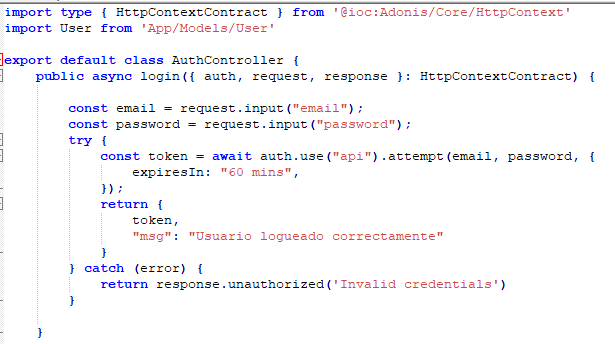 import type { HttpContextContract } from '@ioc:Adonis/Core/HttpContext'
import User from 'App/Models/User'
export default class AuthController {
public async login({ auth, request, response }: HttpContextContract) {
const email = request.input("email");
const password = request.input("password");
try {
const token = await auth.use("api").attempt(email, password, {
expiresIn: "60 mins",
});
return {
token,
"msg": "Usuario logueado correctamente"
}
} catch (error) {
return response.unauthorized('Invalid credentials')
}
}